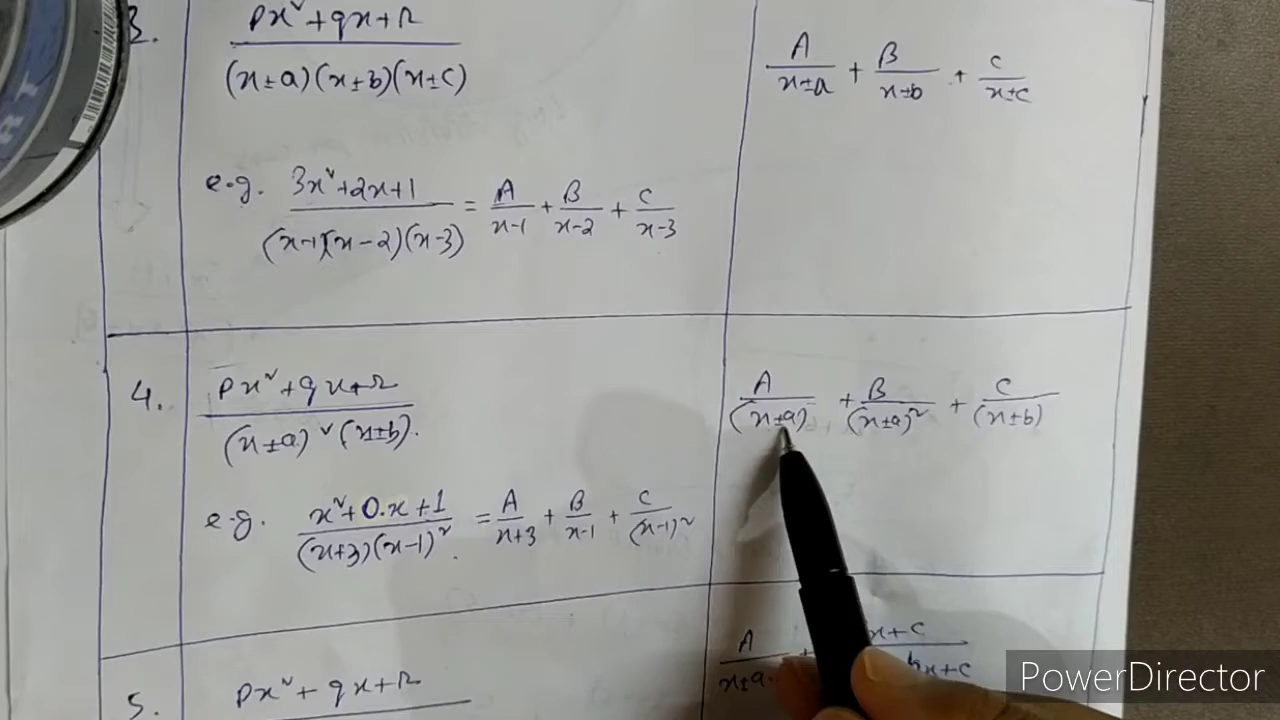 3. px²+qx+r / (x±a)(x±b)(x±c)
A/x±a + B/x±b + C/x±c
e.g. 3x²+2x+1 / (x-1)(x-2)(x-3) = A/x-1 + B/x-2 + C/x-3
4. px²+qx+r / (x±a)²(x±b).
A/(x±a) + B/(x±a)² + C/(x±b)
e.g. x²+0.x+1 / (x+3)(x-1)². = A/x+3 + B/x-1 + C/(x-1)²
5. px²+qx+r
A/x±a + x+c / bx+c
PowerDirector